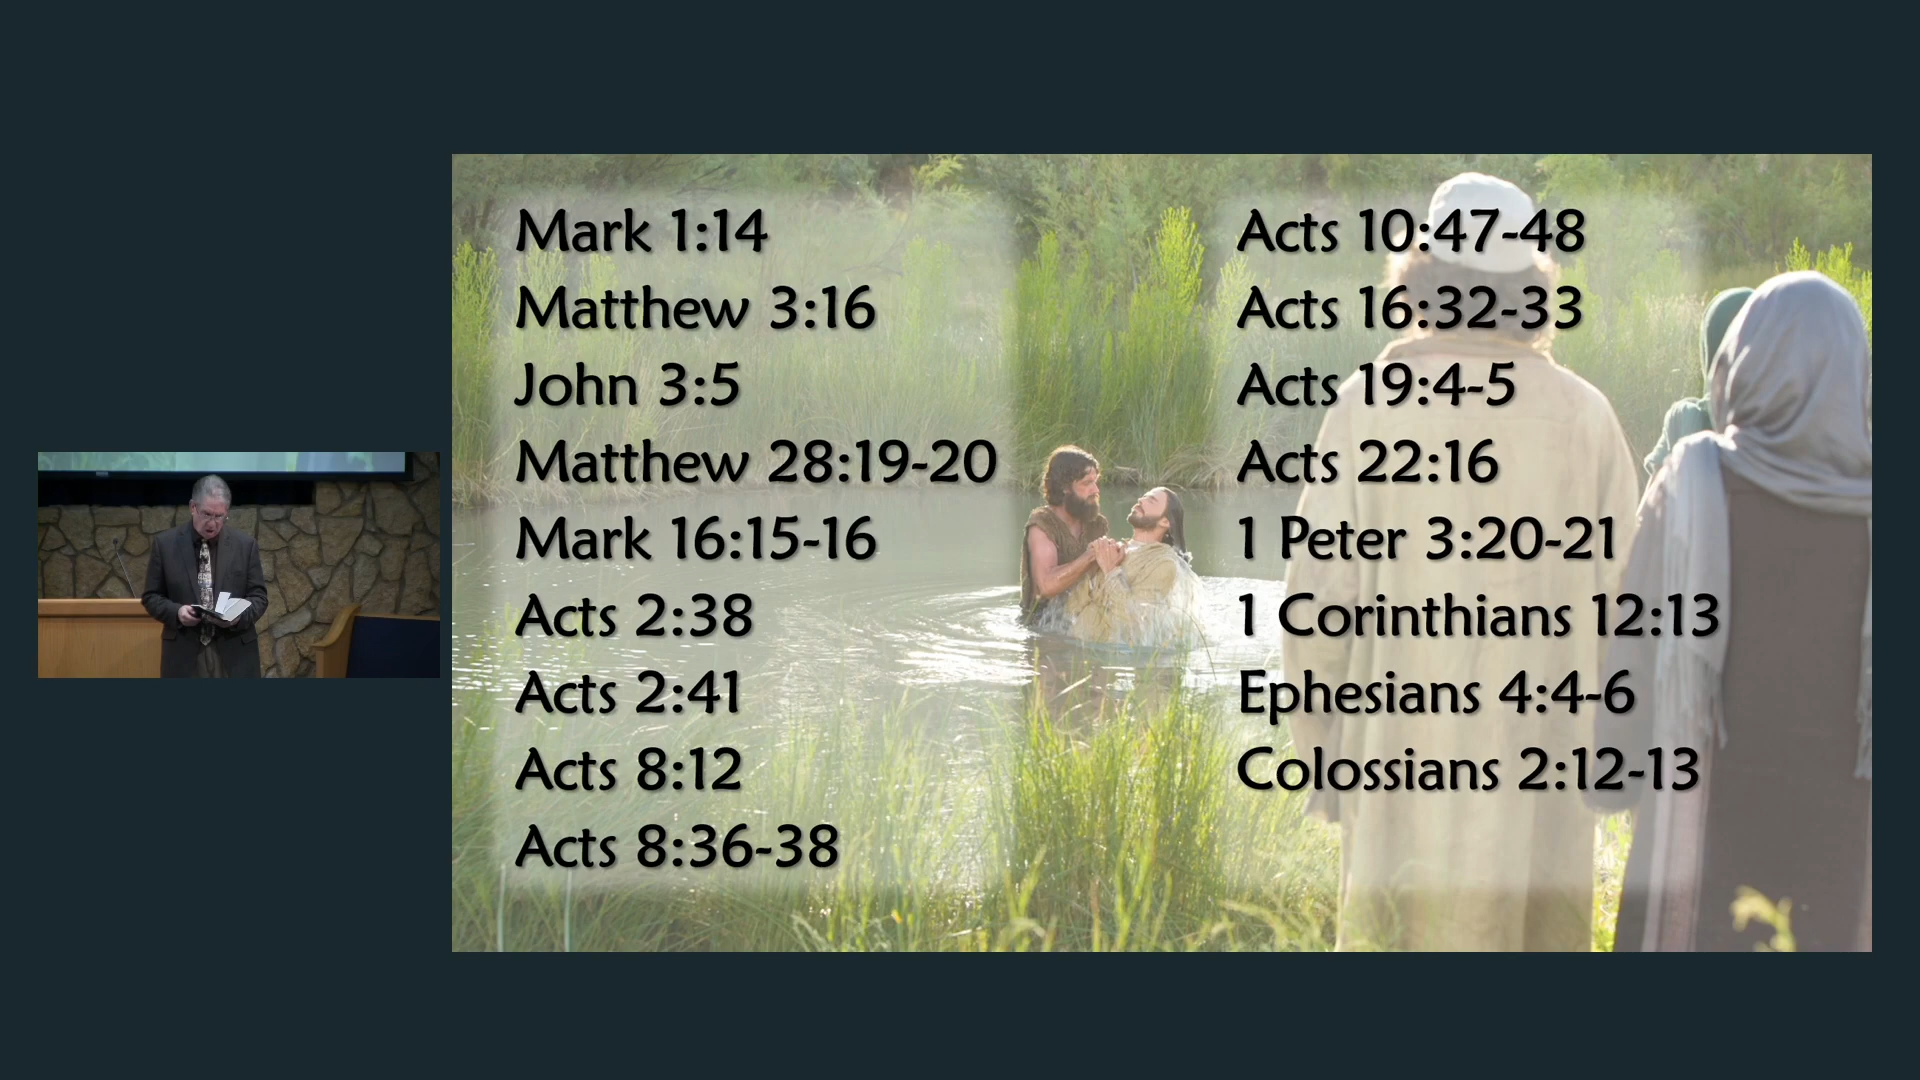 Mark 1:14
Matthew 3:16
John 3:5
Matthew 28:19-20
Mark 16:15-16
Acts 2:38
Acts 2:41
Acts 8:12
Acts 8:36-38
Acts 10:47-48
Acts 16:32-33
Acts 19:4-5
Acts 22:16
1 Peter 3:20-21
1 Corinthians 12:13
Ephesians 4:4-6
Colossians 2:12-13